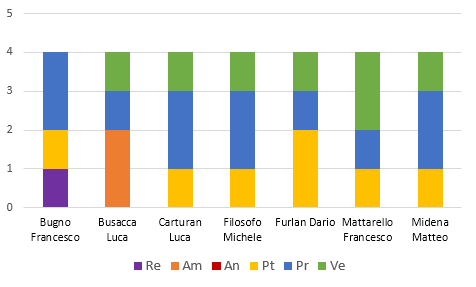 5
4
3
2
1
0
Bugno Busacca Carturan Filosofo Furlan Dario Mattarello Midena
Francesco Luca Luca Michele Francesco Matteo
Re Am An Pt Pr Ve